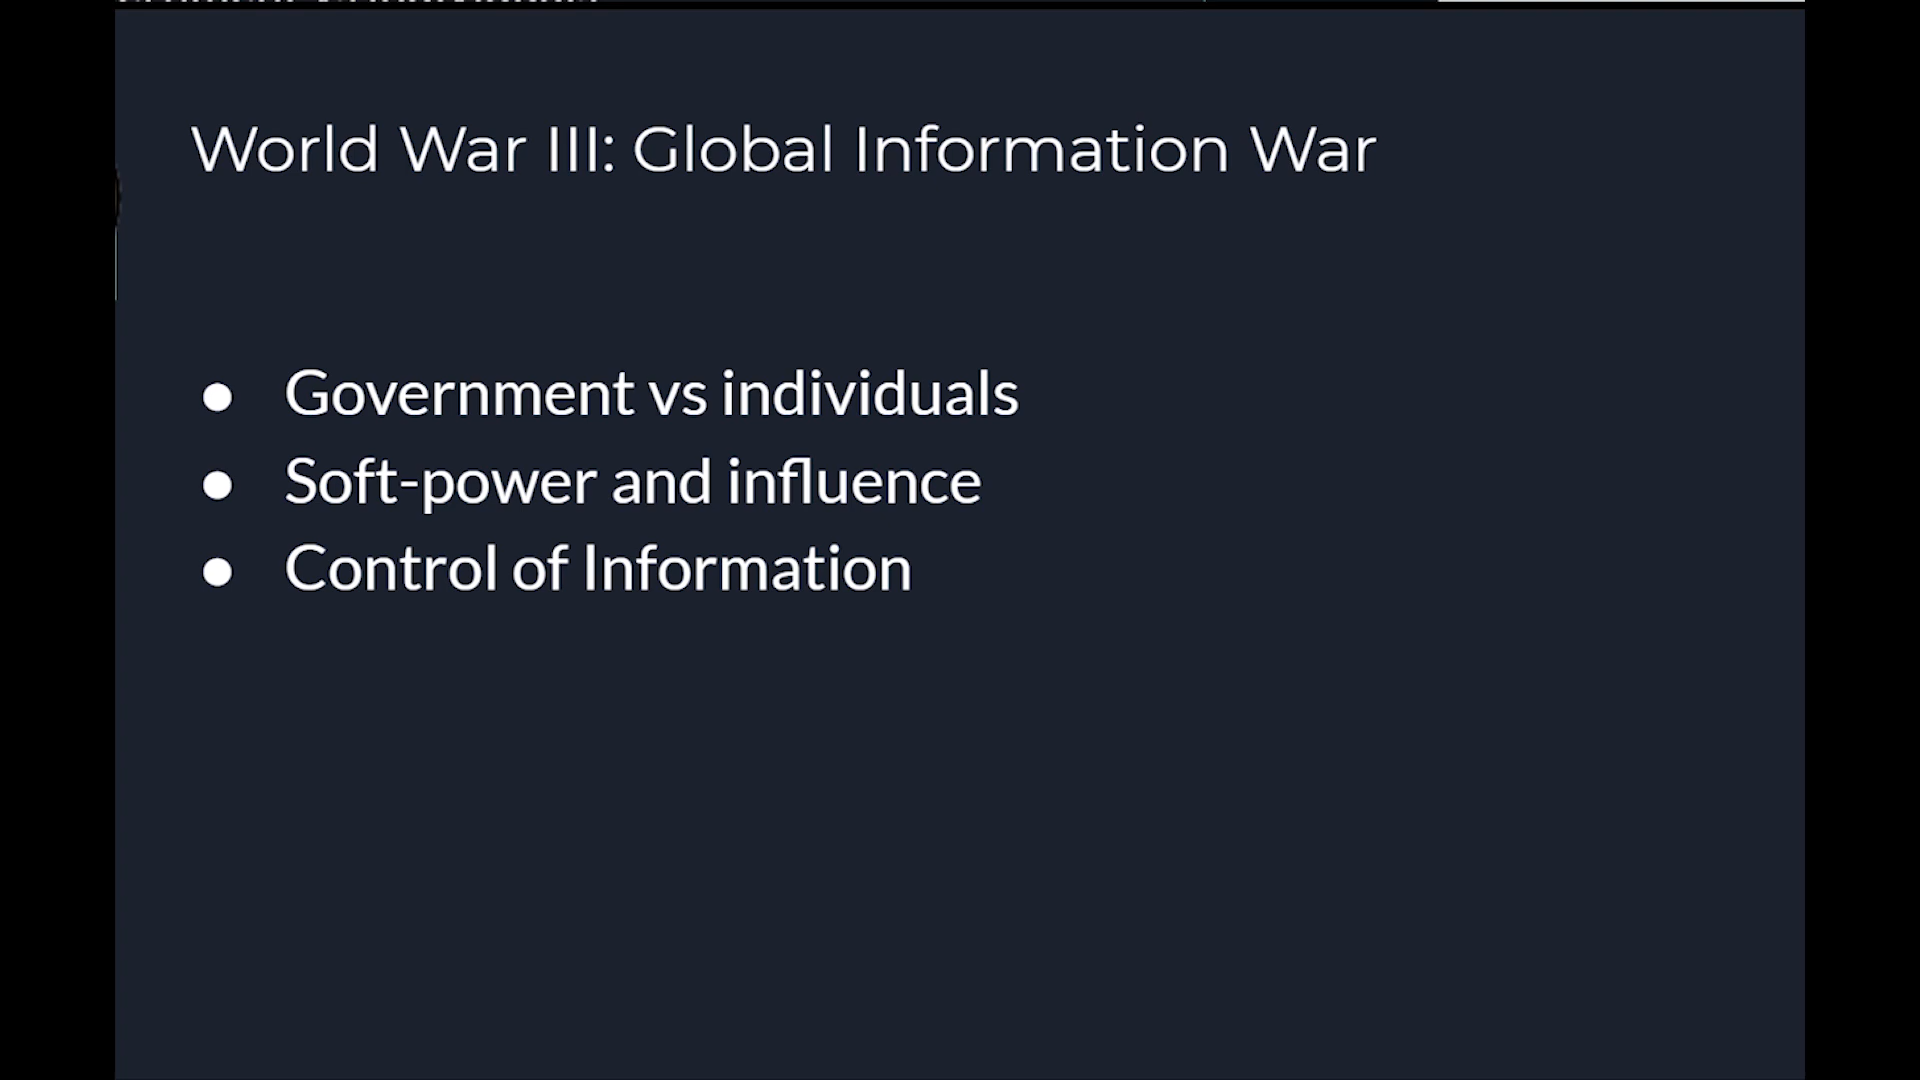 World War III: Global Information War
● Government vs individuals
● Soft-power and influence
● Control of Information